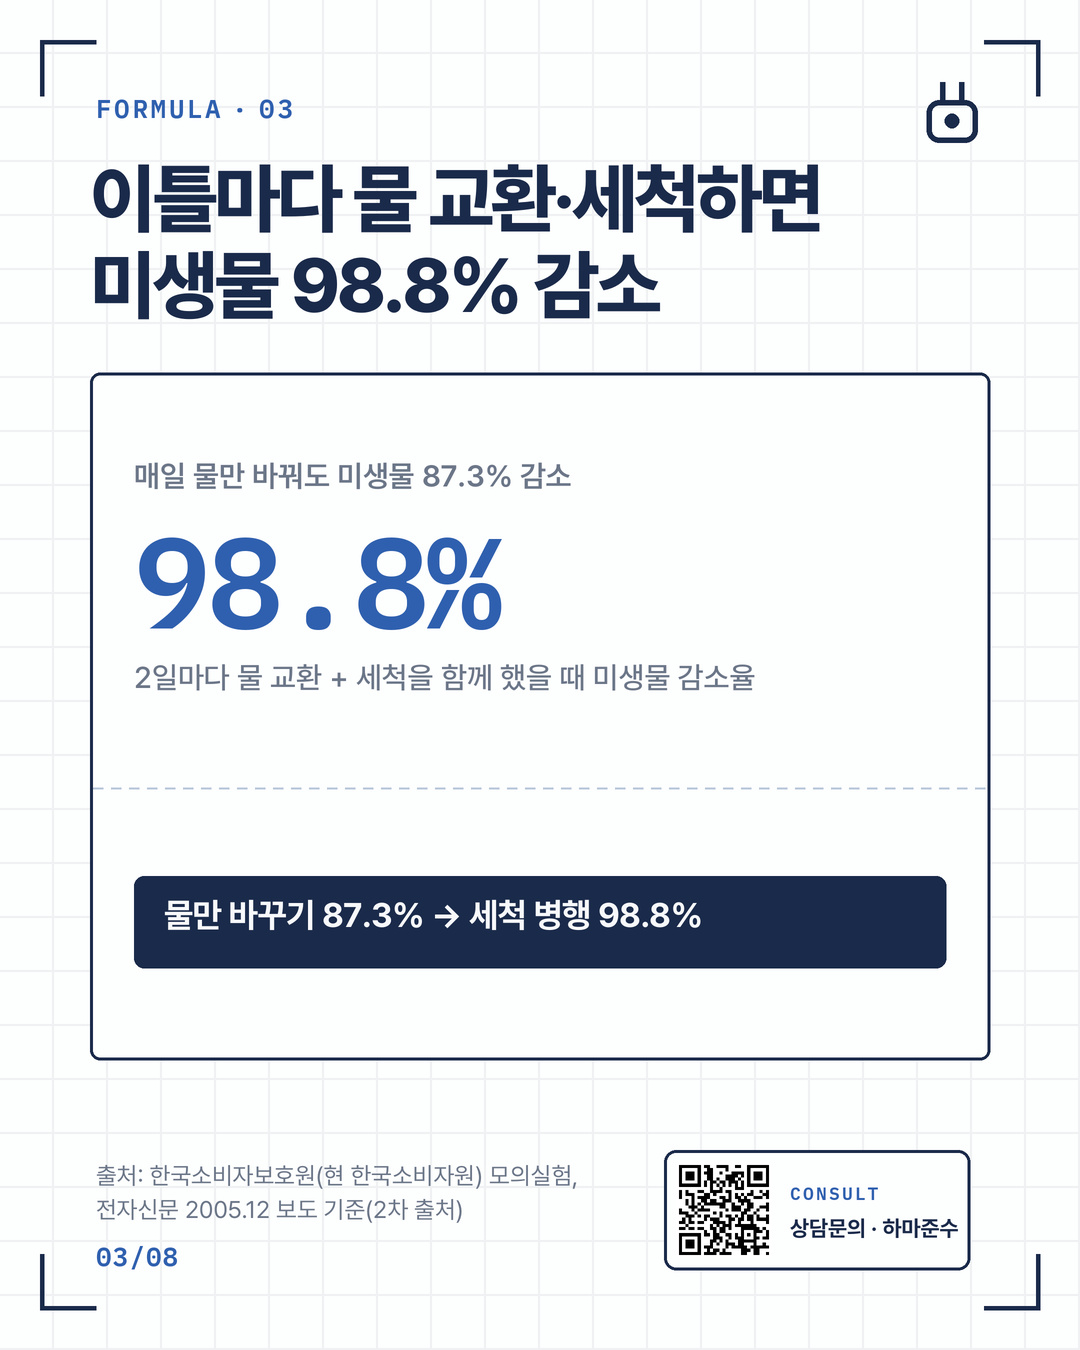 FORMULA · 03
이틀마다 물 교환·세척하면
미생물 98.8% 감소
매일 물만 바꿔도 미생물 87.3% 감소
98.8%
2일마다 물 교환 + 세척을 함께 했을 때 미생물 감소율
물만 바꾸기 87.3% → 세척 병행 98.8%
출처: 한국소비자보호원(현 한국소비자원) 모의실험,
전자신문 2005.12 보도 기준(2차 출처)
03/08
CONSULT
상담문의 · 하마준수